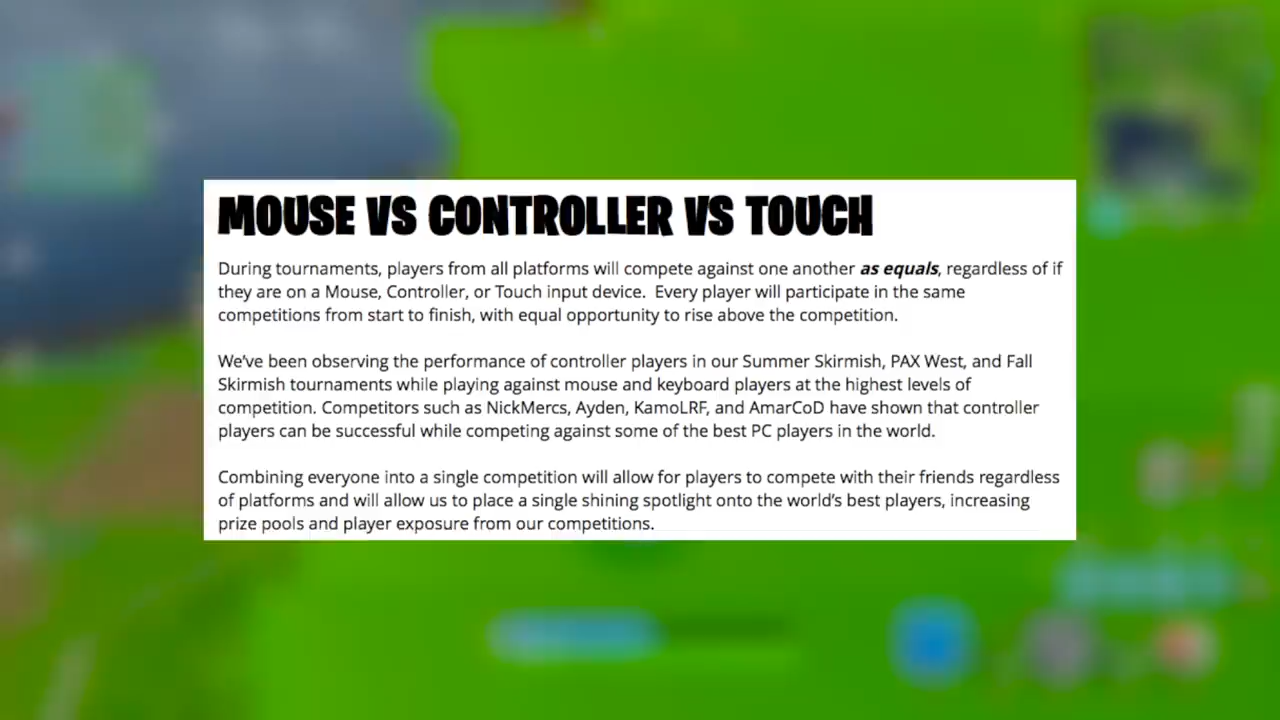 MOUSE VS CONTROLLER VS TOUCH
During tournaments, players from all platforms will compete against one another as equals, regardless of if
they are on a Mouse, Controller, or Touch input device.  Every player will participate in the same
competitions from start to finish, with equal opportunity to rise above the competition.
We've been observing the performance of controller players in our Summer Skirmish, PAX West, and Fall
Skirmish tournaments while playing against mouse and keyboard players at the highest levels of
competition. Competitors such as NickMercs, Ayden, KamoLRF, and AmarCoD have shown that controller
players can be successful while competing against some of the best PC players in the world.
Combining everyone into a single competition will allow for players to compete with their friends regardless
of platforms and will allow us to place a single shining spotlight onto the world's best players, increasing
prize pools and player exposure from our competitions.